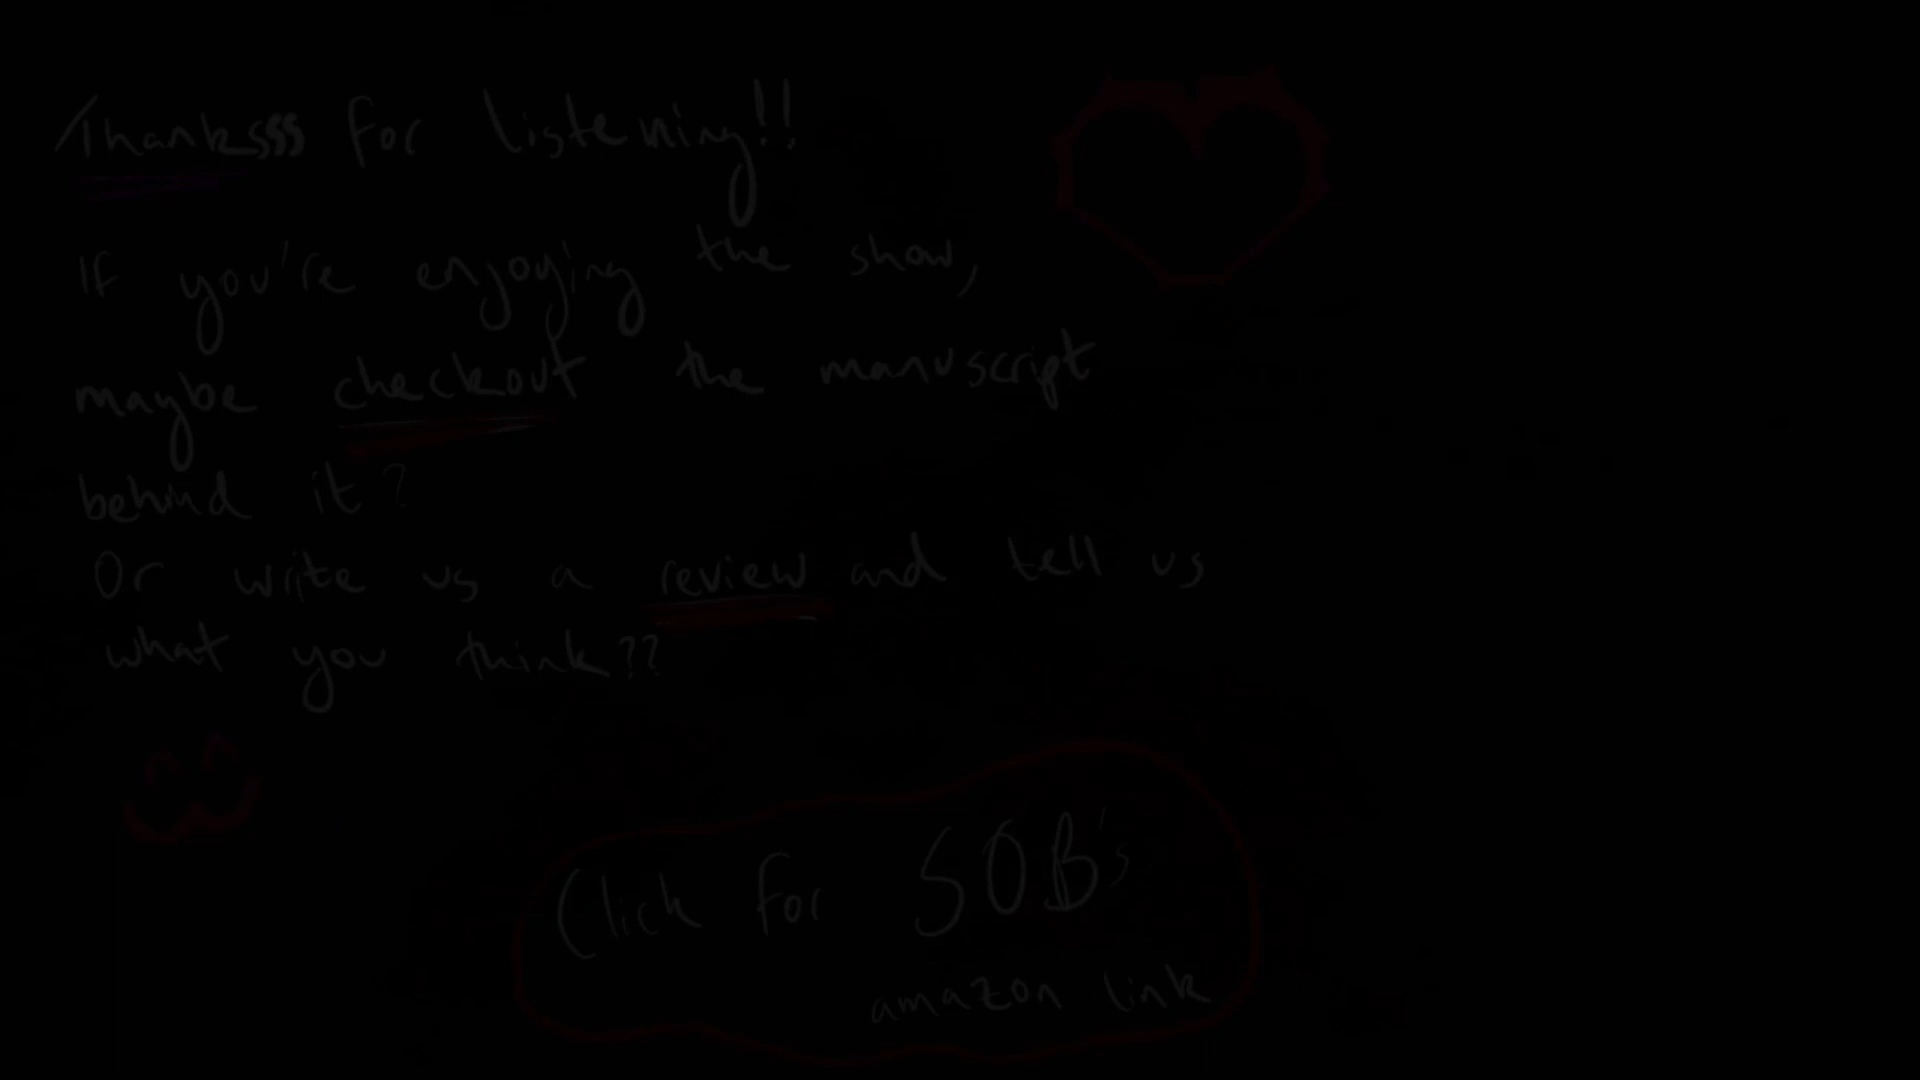 Thanksss for listening!!
If you're enjoying the show,
maybe checkout the manuscript
behind it?
Or write us a review and tell us
what you think??
Click for SOB's
amazon link